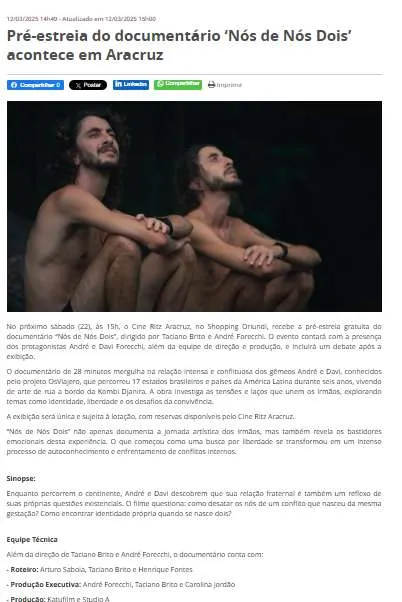 12/03/2025 14h40 - Atualizado em 12/03/2025 15h00
Pré-estreia do documentário ‘Nós de Nós Dois’
acontece em Aracruz
Compartilhar 0
Postar
LinkedIn
Compartilhar
Imprimir
No próximo sábado (22), às 15h, o Cine Ritz Aracruz, no Shopping Oriundi, recebe a pré-estreia gratuita do
documentário “Nós de Nós Dois”, dirigido por Taciano Brito e André Forecchi. O evento contará com a presença
dos protagonistas André e Davi Forecchi, além da equipe de direção e produção, e incluirá um debate após a
exibição.
O documentário de 28 minutos mergulha na relação intensa e conflituosa dos gêmeos André e Davi, conhecidos
pelo projeto OsViajero, que percorreu 17 estados brasileiros e países da América Latina durante seis anos, vivendo
de arte de rua a bordo da Kombi Djanira. A obra investiga as tensões e laços que unem os irmãos, explorando
temas como identidade, liberdade e os desafios da convivência.
A exibição será única e sujeita à lotação, com reservas disponíveis pelo Cine Ritz Aracruz.
“Nós de Nós Dois” não apenas documenta a jornada artística dos irmãos, mas também revela os bastidores
emocionais dessa experiência. O que começou como uma busca por liberdade se transformou em um intenso
processo de autoconhecimento e enfrentamento de conflitos internos.
Sinopse:
Enquanto percorrem o continente, André e Davi descobrem que sua relação fraternal é também um reflexo de
suas próprias questões existenciais. O filme questiona: como desatar os nós de um conflito que nasceu da mesma
gestação? Como encontrar identidade própria quando se nasce dois?
Equipe Técnica
Além da direção de Taciano Brito e André Forecchi, o documentário conta com:
- Roteiro: Arturo Saboia, Taciano Brito e Henrique Fontes
- Produção Executiva: André Forecchi, Taciano Brito e Carolina Jordão
- Produção: Katufilm e Studio A